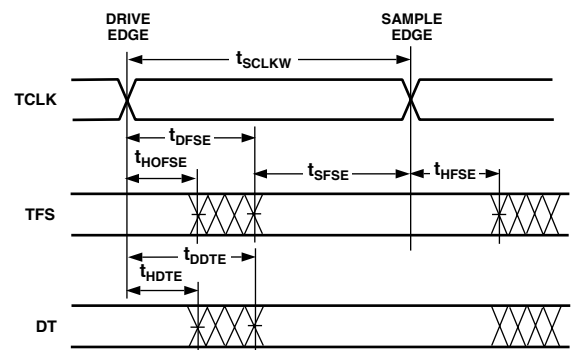 DRIVE EDGE
SAMPLE EDGE
tSCLKW
TCLK
tDFSE
tHOFSE
tSFSE
tHFSE
TFS
tDDTE
tHDTE
DT